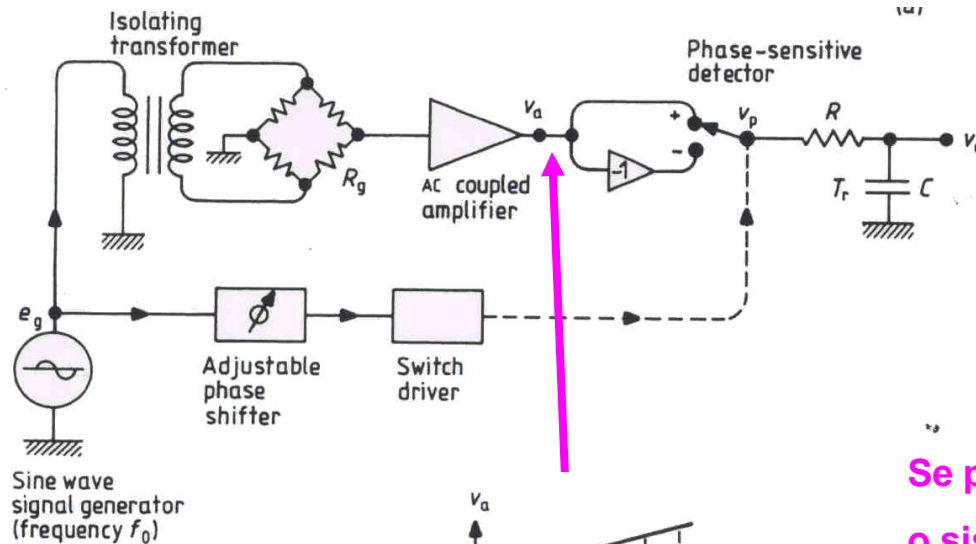 Isolating
transformer
Phase-sensitive
detector
R_g
AC coupled
amplifier
v_a
+
-
-1
v_p
R
T_r
C
e_g
ϕ
Adjustable
phase
shifter
Switch
driver
Sine wave
signal generator
(frequency f_0)
v_a
Se p
o sis